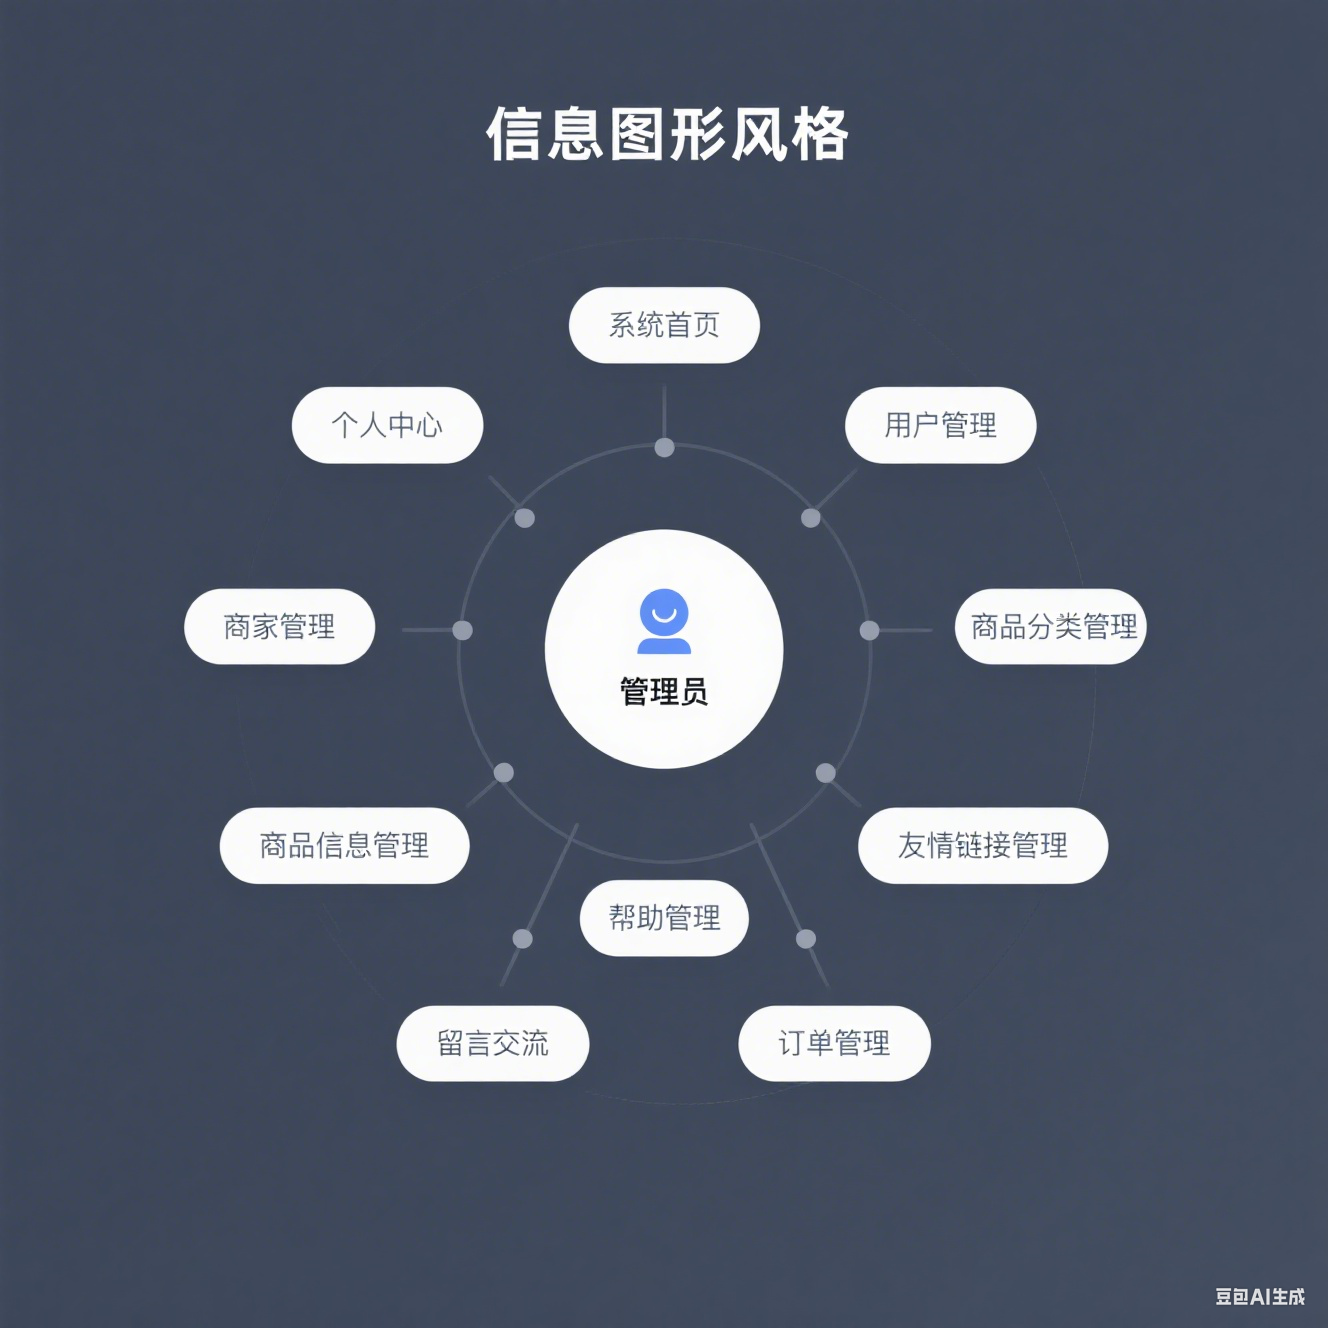 信息图形风格
系统首页
个人中心
用户管理
商家管理
商品分类管理
管理员
商品信息管理
友情链接管理
帮助管理
留言交流
订单管理
豆包AI生成